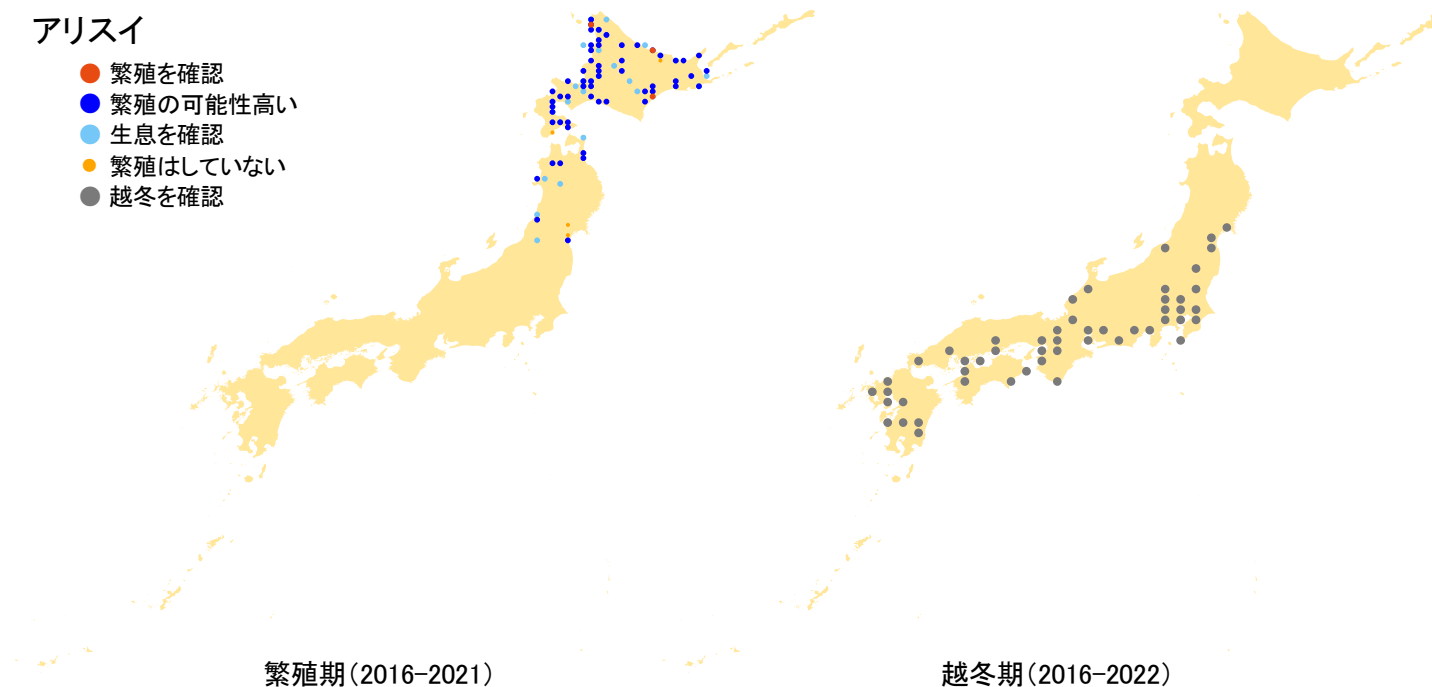 アリスイ
繁殖を確認
繁殖の可能性高い
生息を確認
繁殖はしていない
越冬を確認
繁殖期（2016-2021）
越冬期（2016-2022）